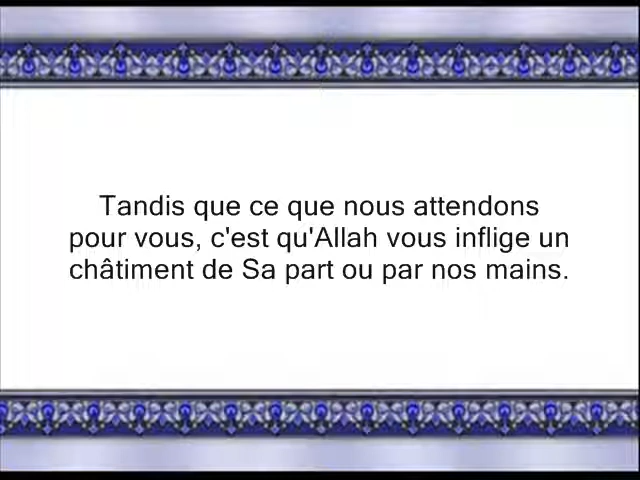 Tandis que ce que nous attendons
pour vous, c'est qu'Allah vous inflige un
châtiment de Sa part ou par nos mains.